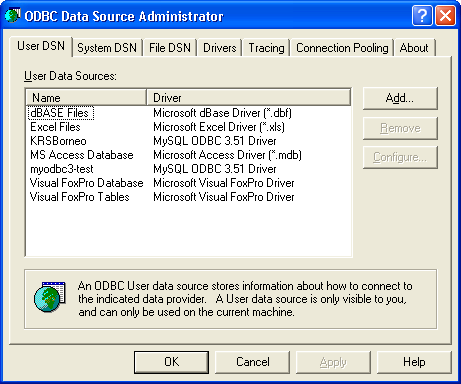 ODBC Data Source Administrator
User DSN System DSN File DSN Drivers Tracing Connection Pooling About
User Data Sources:
Name Driver
dBASE Files Microsoft dBase Driver (*.dbf)
Excel Files Microsoft Excel Driver (*.xls)
KRSBorneo MySQL ODBC 3.51 Driver
MS Access Database Microsoft Access Driver (*.mdb)
myodbc3-test MySQL ODBC 3.51 Driver
Visual FoxPro Database Microsoft Visual FoxPro Driver
Visual FoxPro Tables Microsoft Visual FoxPro Driver
Add...
Remove
Configure...
An ODBC User data source stores information about how to connect to
the indicated data provider. A User data source is only visible to you,
and can only be used on the current machine.
OK Cancel Apply Help